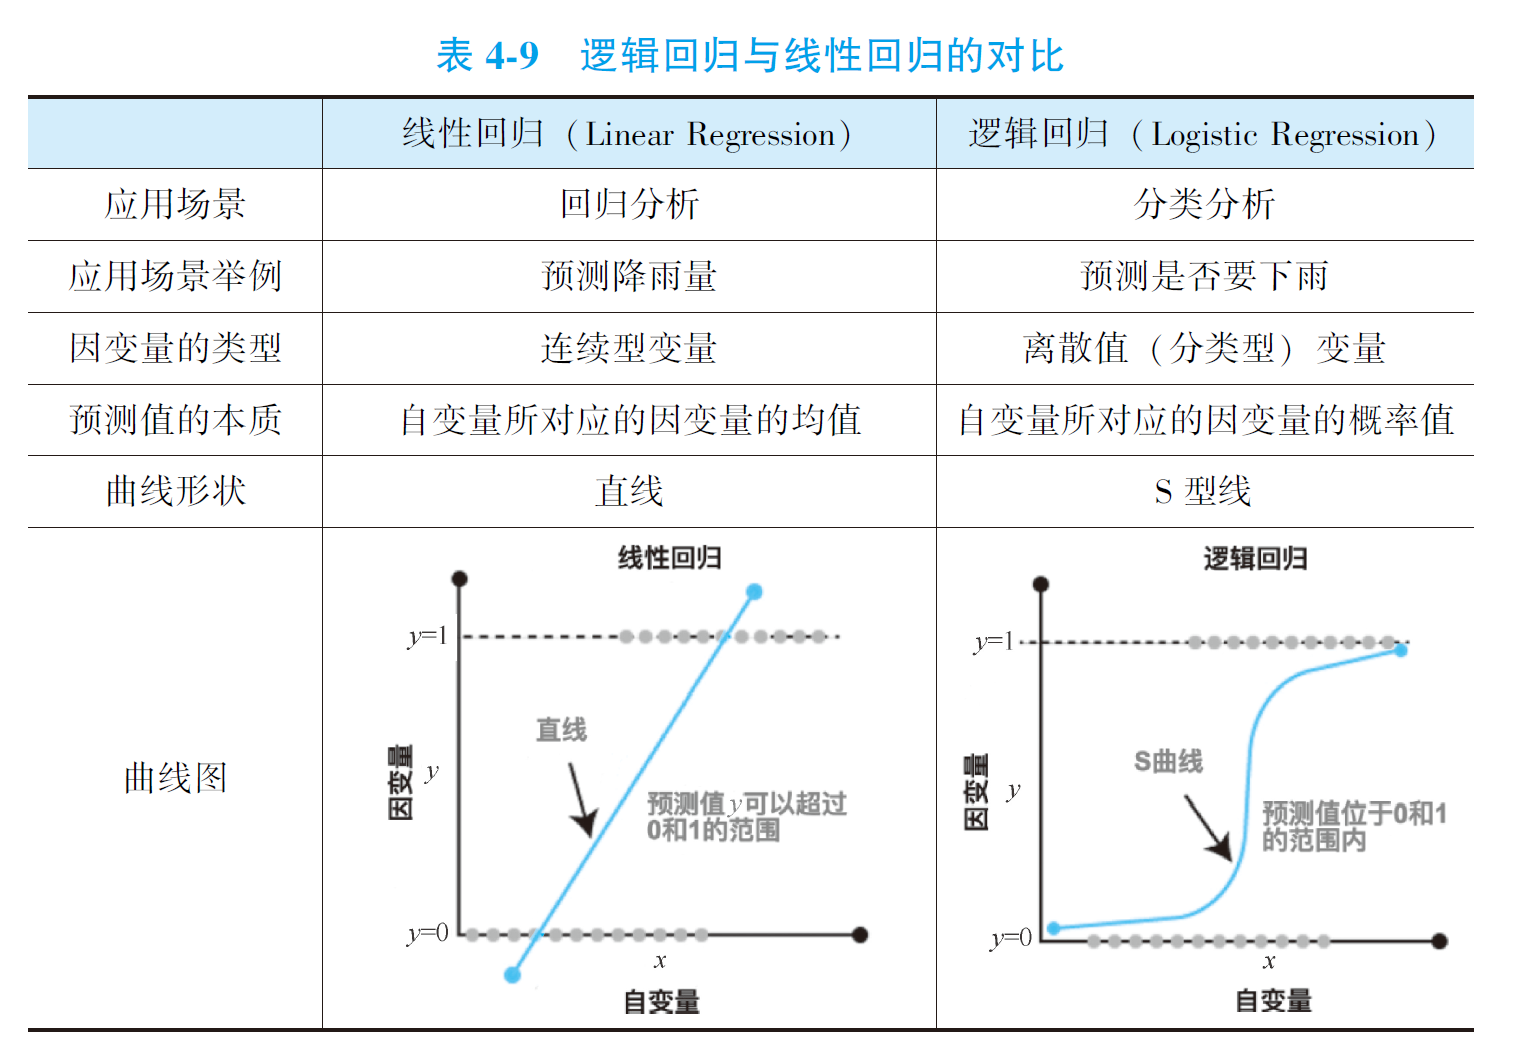 表 4-9 逻辑回归与线性回归的对比
线性回归（Linear Regression） 逻辑回归（Logistic Regression）
应用场景 回归分析 分类分析
应用场景举例 预测降雨量 预测是否要下雨
因变量的类型 连续型变量 离散值（分类型）变量
预测值的本质 自变量所对应的因变量的均值 自变量所对应的因变量的概率值
曲线形状 直线 S 型线
曲线图
线性回归
y=1
直线
因变量
y
预测值y可以超过
0和1的范围
y=0
x
自变量
逻辑回归
y=1
S曲线
因变量
y
预测值位于0和1
的范围内
y=0
x
自变量